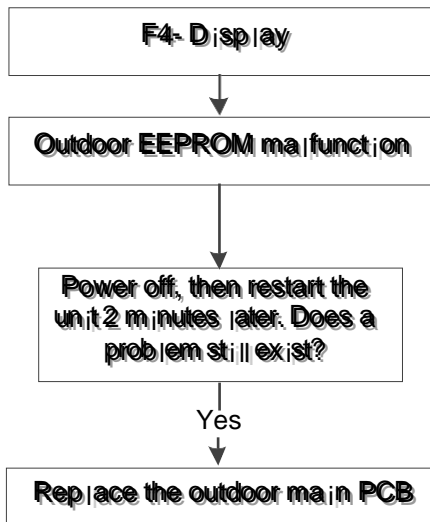 F4- Display
Outdoor EEPROM malfunction
Power off, then restart the
unit 2 minutes later. Does a
problem still exist?
Yes
Replace the outdoor main PCB